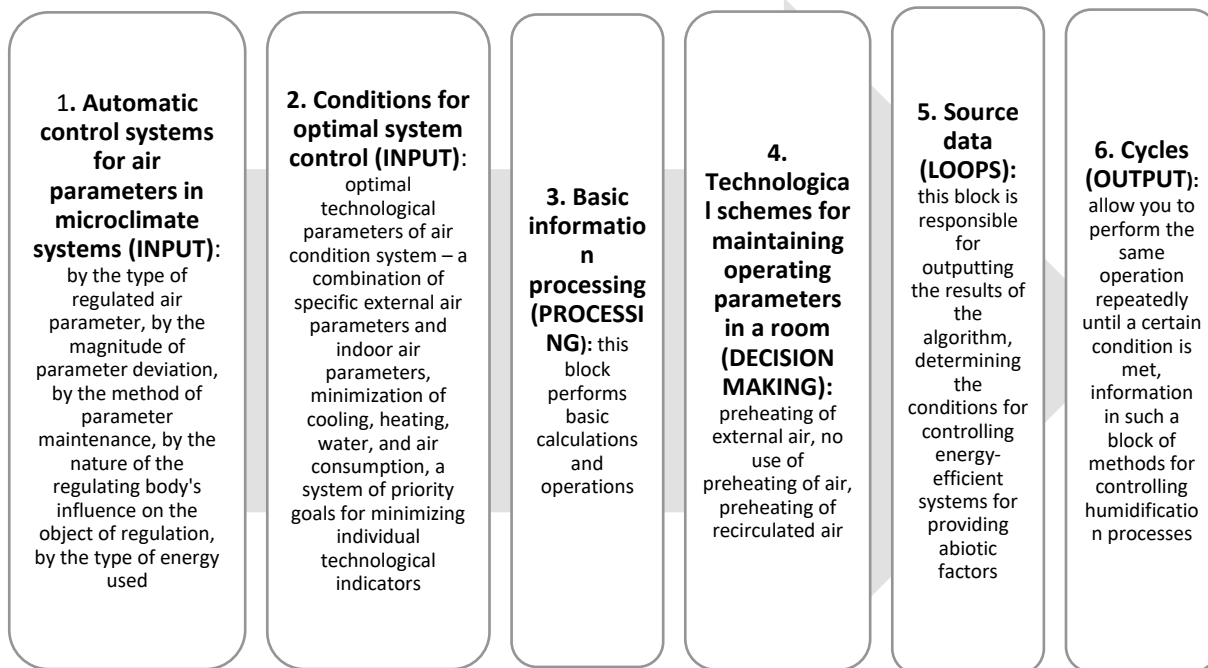 1. Automatic
control systems
for air
parameters in
microclimate
systems (INPUT):
by the type of
regulated air
parameter, by the
magnitude of
parameter deviation,
by the method of
parameter
maintenance, by the
nature of the
regulating body's
influence on the
object of regulation,
by the type of energy
used
2. Conditions for
optimal system
control (INPUT):
optimal
technological
parameters of air
condition system – a
combination of
specific external air
parameters and
indoor air
parameters,
minimization of
cooling, heating,
water, and air
consumption, a
system of priority
goals for minimizing
individual
technological
indicators
3. Basic
informatio
n
processing
(PROCESSI
NG): this
block
performs
basic
calculations
and
operations
4.
Technologica
l schemes for
maintaining
operating
parameters
in a room
(DECISION
MAKING):
preheating of
external air, no
use of
preheating of air,
preheating of
recirculated air
5. Source
data
(LOOPS):
this block is
responsible
for
outputting
the results of
the
algorithm,
determining
the
conditions for
controlling
energy-
efficient
systems for
providing
abiotic
factors
6. Cycles
(OUTPUT):
allow you to
perform the
same
operation
repeatedly
until a certain
condition is
met,
information
in such a
block of
methods for
controlling
humidificatio
n processes